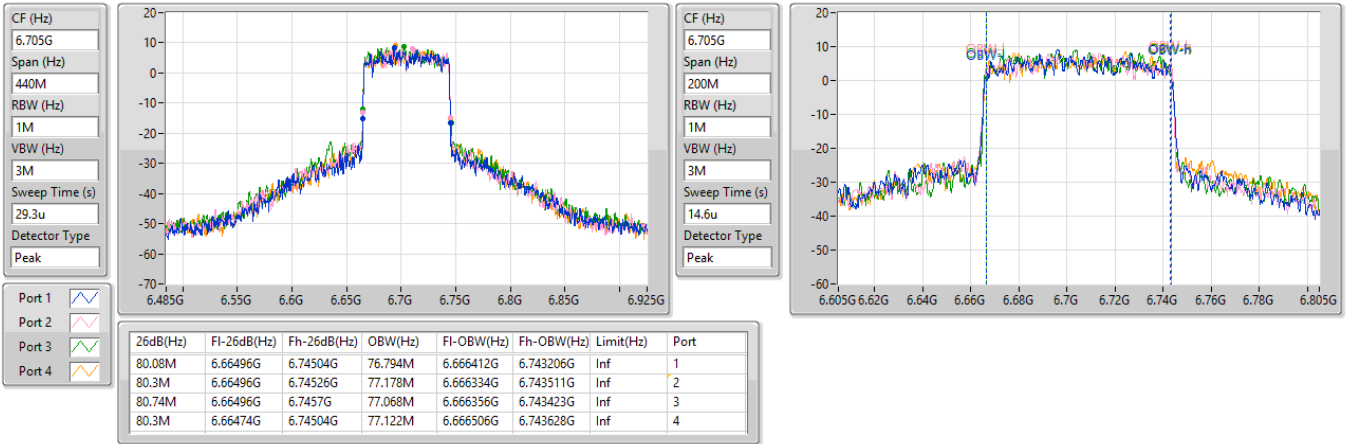 CF (Hz)
6.705G
Span (Hz)
440M
RBW (Hz)
1M
VBW (Hz)
3M
Sweep Time (s)
29.3u
Detector Type
Peak
20
10
0
-10
-20
-30
-40
-50
-60
-70
6.485G 6.55G 6.6G 6.65G 6.7G 6.75G 6.8G 6.85G 6.925G
CF (Hz)
6.705G
Span (Hz)
200M
RBW (Hz)
1M
VBW (Hz)
3M
Sweep Time (s)
14.6u
Detector Type
Peak
20
10
0
-10
-20
-30
-40
-50
-60
OBW-h
6.605G 6.62G 6.64G 6.66G 6.68G 6.7G 6.72G 6.74G 6.76G 6.78G 6.805G
Port 1
Port 2
Port 3
Port 4
26dB(Hz) Fl-26dB(Hz) Fh-26dB(Hz) OBW(Hz) Fl-OBW(Hz) Fh-OBW(Hz) Limit(Hz) Port
80.08M 6.66496G 6.74504G 76.794M 6.666412G 6.743206G Inf 1
80.3M 6.66496G 6.74526G 77.178M 6.666334G 6.743511G Inf 2
80.74M 6.66496G 6.7457G 77.068M 6.666356G 6.743423G Inf 3
80.3M 6.66474G 6.74504G 77.122M 6.666506G 6.743628G Inf 4